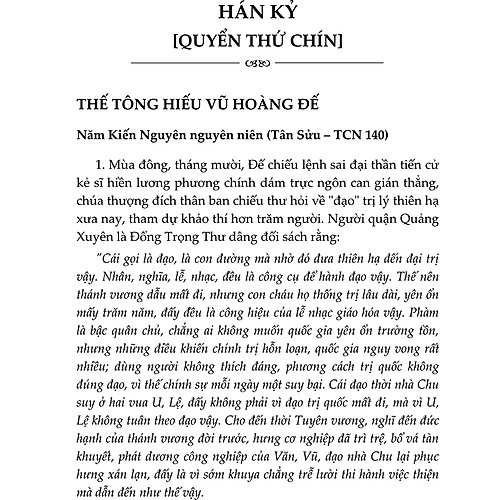 HÁN KỶ
[QUYỂN THỨ CHÍN]
THẾ TÔNG HIẾU VŨ HOÀNG ĐẾ
Năm Kiến Nguyên nguyên niên (Tân Sửu – TCN 140)
1. Mùa đông, tháng mười, Đế chiếu lệnh sai đại thần tiến cử
kẻ sĩ hiền lương phương chính dám trực ngôn can gián thẳng,
chúa thượng đích thân ban chiếu thư hỏi về "đạo" trị lý thiên hạ
xưa nay, tham dự khảo thí hơn trăm người. Người quận Quảng
Xuyên là Đổng Trọng Thư dâng đối sách rằng:
"Cái gọi là đạo, là con đường mà nhờ đó đưa thiên hạ đến đại trị
vậy. Nhân, nghĩa, lễ, nhạc, đều là công cụ để hành đạo vậy. Thế nên
thánh vương dẫu mất đi, nhưng con cháu họ thống trị lâu dài, yên ổn
mấy trăm năm, đấy đều là công hiệu của lễ nhạc giáo hóa vậy. Phàm
là bậc quân chủ, chẳng ai không muốn quốc gia yên ổn trường tồn,
nhưng những điều khiến chính trị hỗn loạn, quốc gia nguy vong rất
nhiều; dùng người không thích đáng, phương cách trị quốc không
đúng đạo, vì thế chính sự mỗi ngày một suy bại. Cái đạo thời nhà Chu
suy ở hai vua U, Lệ, đấy không phải vì đạo trị quốc mất đi, mà vì U,
Lệ không tuân theo đạo vậy. Cho đến thời Tuyên vương, nghĩ đến đức
hạnh của thánh vương đời trước, hưng cơ nghiệp đã trì trệ, bổ vá tàn
khuyết, phát dương công nghiệp của Văn, Vũ, đạo nhà Chu lại phục
hưng xán lạn, đấy là vì sớm khuya chẳng trễ lười thi hành việc thiện
mà dẫn đến như thế vậy.